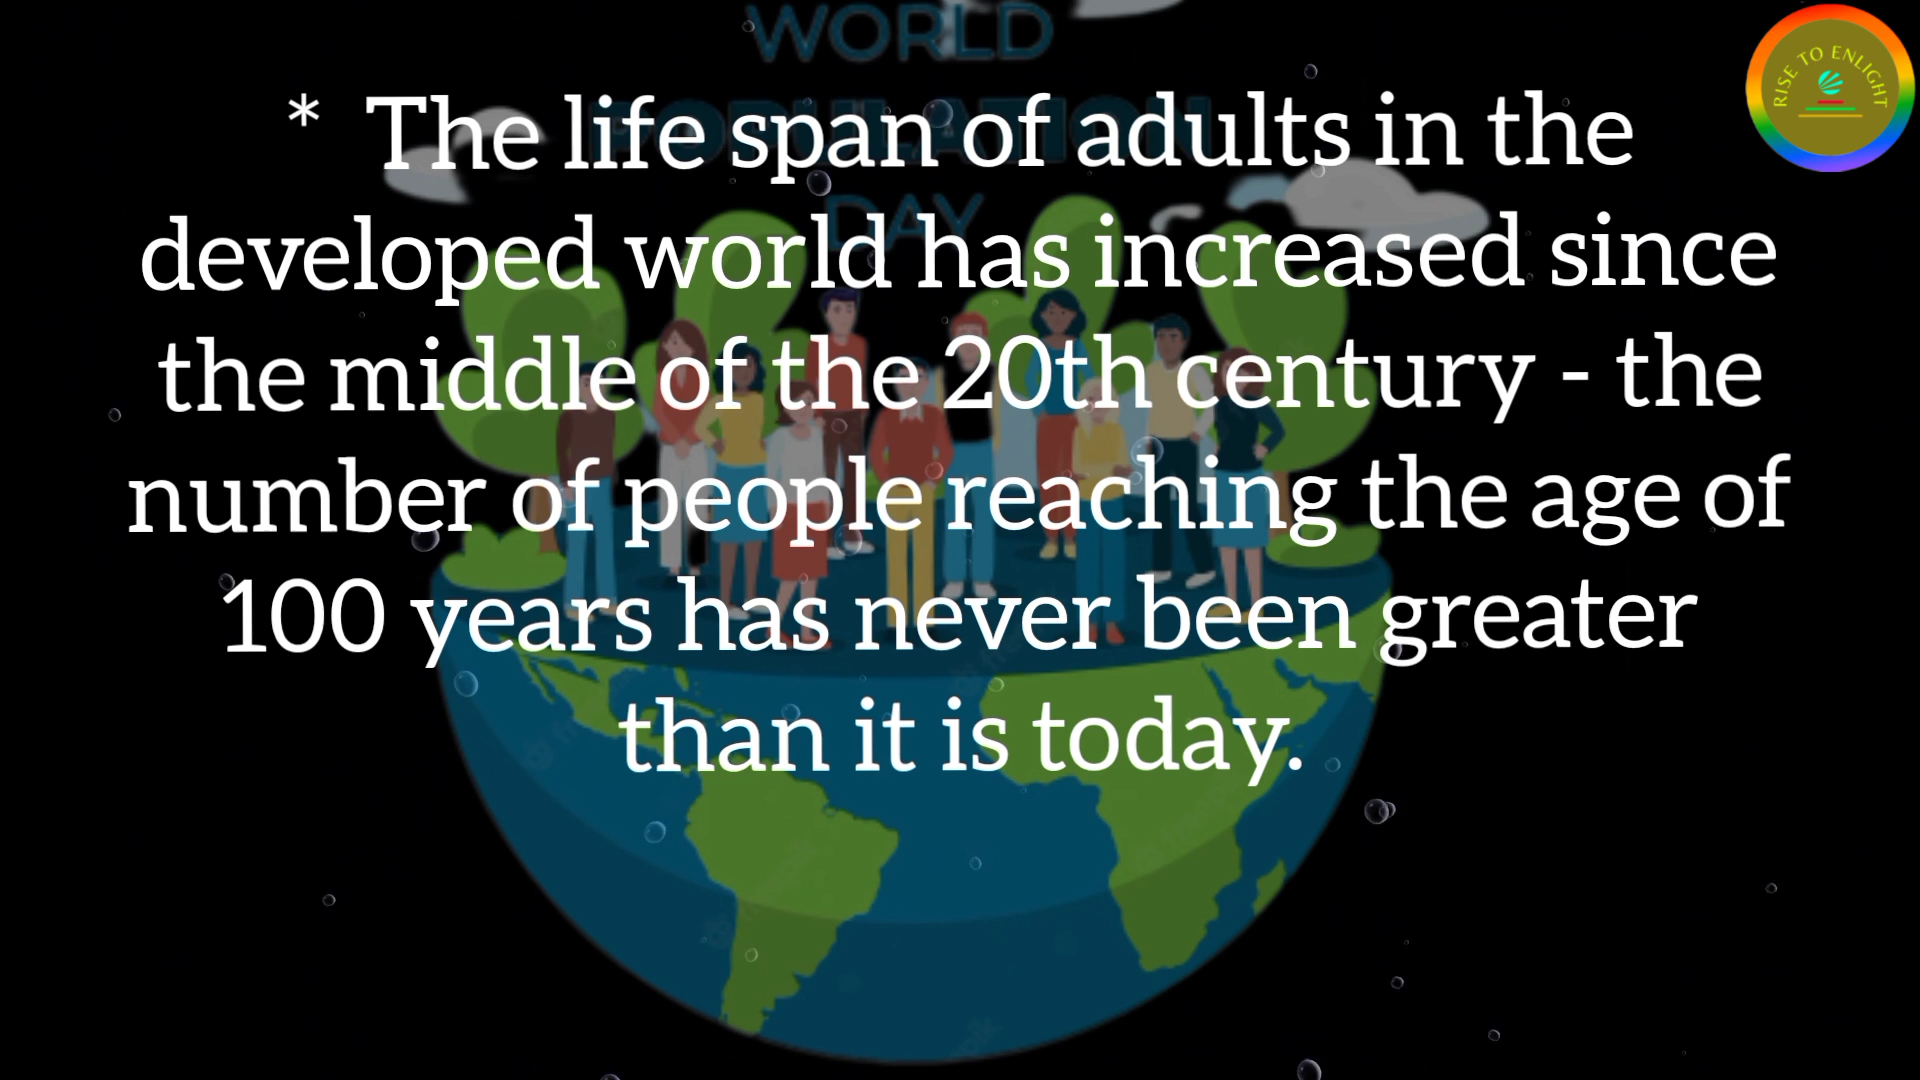 WORLD
POPULATION
DAY
* The life span of adults in the
developed world has increased since
the middle of the 20th century - the
number of people reaching the age of
100 years has never been greater
than it is today.
RISE TO ENLIGHT